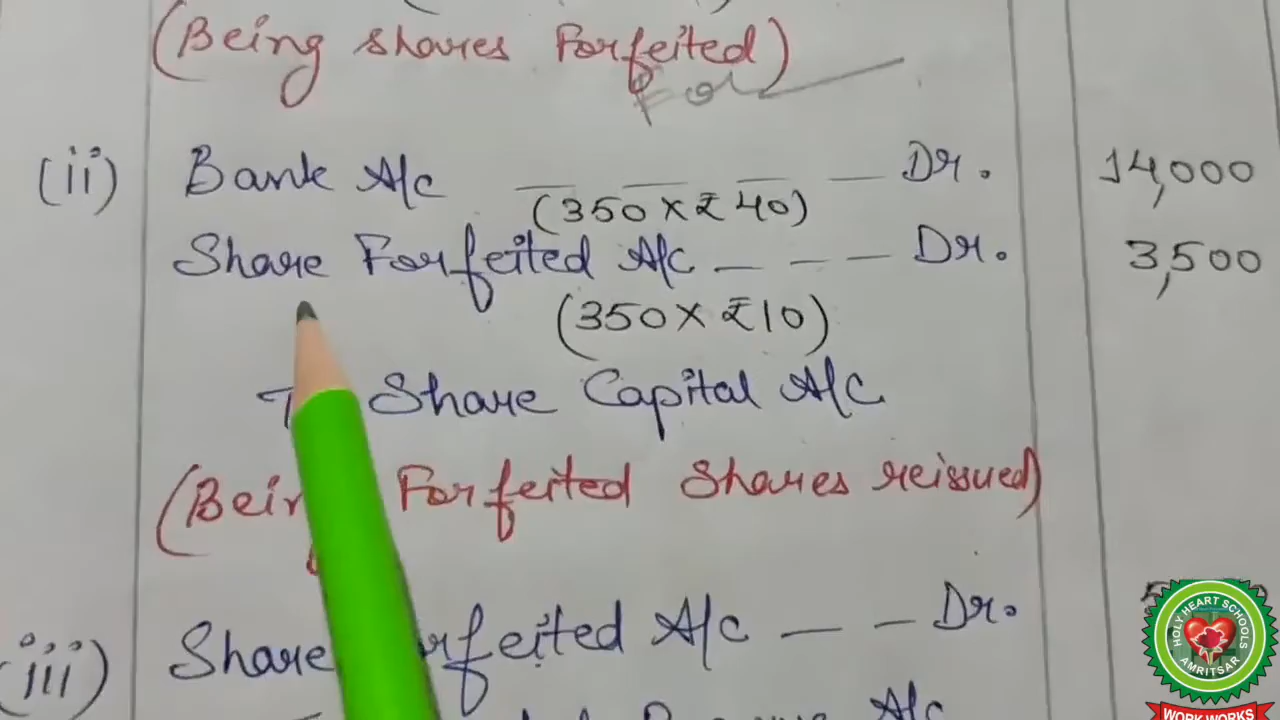 (Being shares Forfeited)
For
(ii) Bank A/c Dr. 14,000
(350 × ₹ 40)
Share Forfeited A/c Dr. 3,500
(350 × ₹10)
Share Capital A/c
Forfeited Shares reissued)
(iii) Share A/c Dr.
A/c
HOLY HEART SCHOOLS
AMRITSAR
WORK WORKS